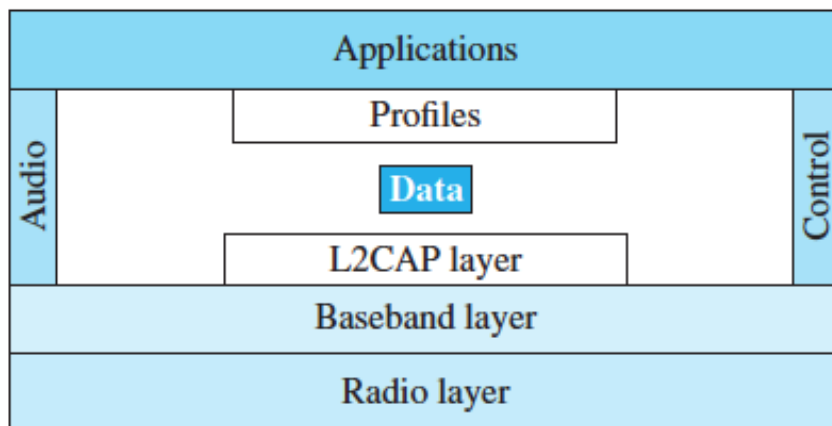 Applications
Profiles
Audio
Data
Control
L2CAP layer
Baseband layer
Radio layer